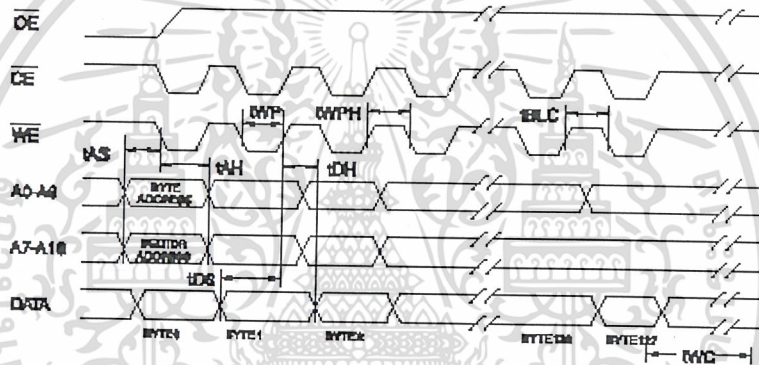 OE
CE
tWP tWPH tBLC
WE
tAS tAH tDH
A0-A6
BYTE ADDRESS
A7-A16
SECTOR ADDRESS
tDS
DATA
BYTE0 BYTE1 BYTE2 BYTE126 BYTE127
tWC